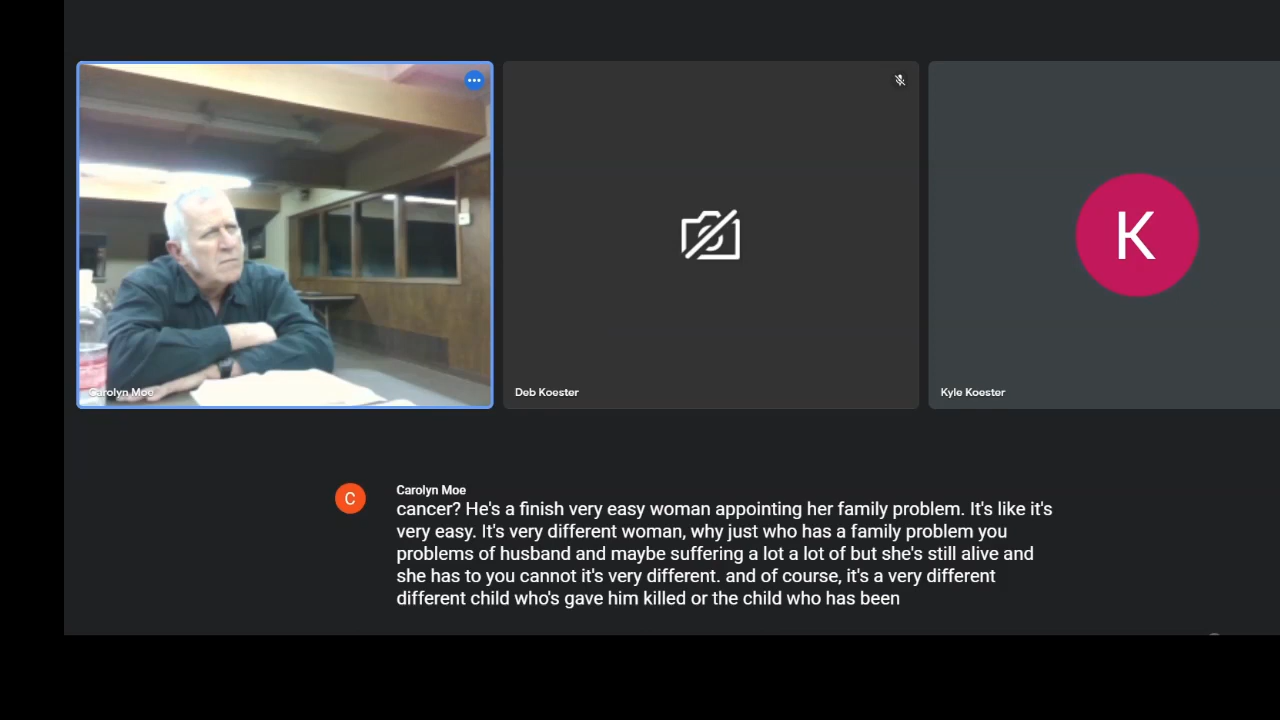 Carolyn Moe
Deb Koester
K
Kyle Koester
C
Carolyn Moe
cancer? He's a finish very easy woman appointing her family problem. It's like it's
very easy. It's very different woman, why just who has a family problem you
problems of husband and maybe suffering a lot a lot of but she's still alive and
she has to you cannot it's very different. and of course, it's a very different
different child who's gave him killed or the child who has been